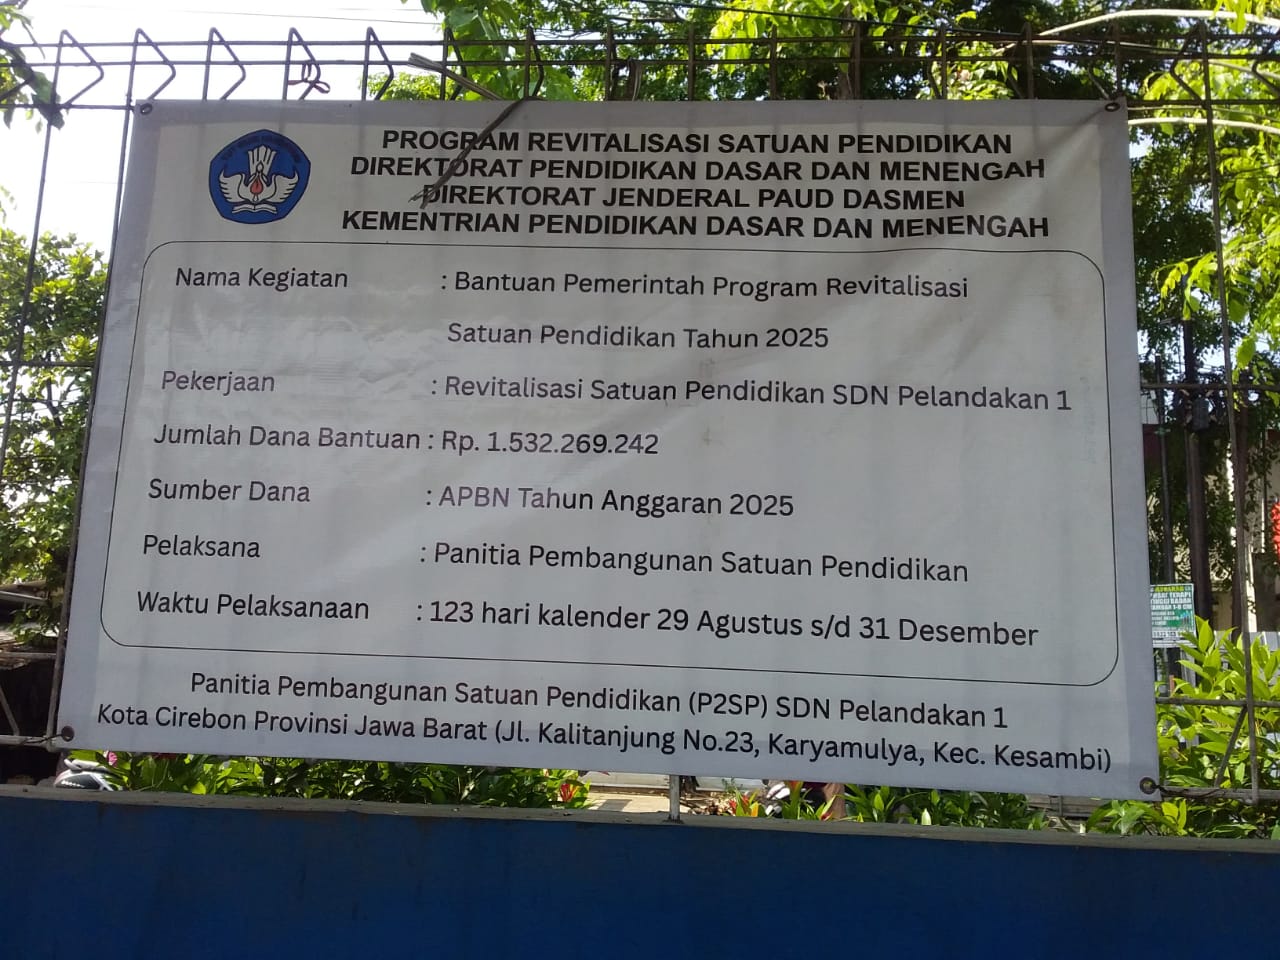 PROGRAM REVITALISASI SATUAN PENDIDIKAN
DIREKTORAT PENDIDIKAN DASAR DAN MENENGAH
DIREKTORAT JENDERAL PAUD DASMEN
KEMENTRIAN PENDIDIKAN DASAR DAN MENENGAH
Nama Kegiatan : Bantuan Pemerintah Program Revitalisasi
Satuan Pendidikan Tahun 2025
Pekerjaan : Revitalisasi Satuan Pendidikan SDN Pelandakan 1
Jumlah Dana Bantuan : Rp. 1.532.269.242
Sumber Dana : APBN Tahun Anggaran 2025
Pelaksana : Panitia Pembangunan Satuan Pendidikan
Waktu Pelaksanaan : 123 hari kalender 29 Agustus s/d 31 Desember
Panitia Pembangunan Satuan Pendidikan (P2SP) SDN Pelandakan 1
Kota Cirebon Provinsi Jawa Barat (Jl. Kalitanjung No.23, Karyamulya, Kec. Kesambi)